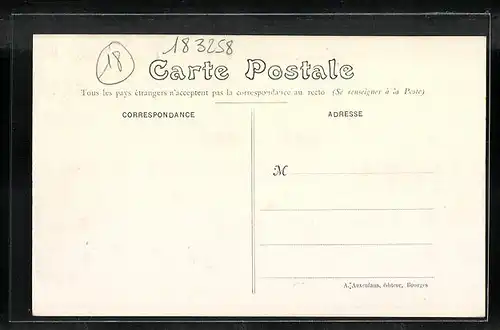 18
183258
Carte Postale
Tous les pays étrangers n'acceptent pas la correspondance au recto (Se renseigner à la Poste)
CORRESPONDANCE
ADRESSE
M
A. Auxenfans, éditeur, Bourges